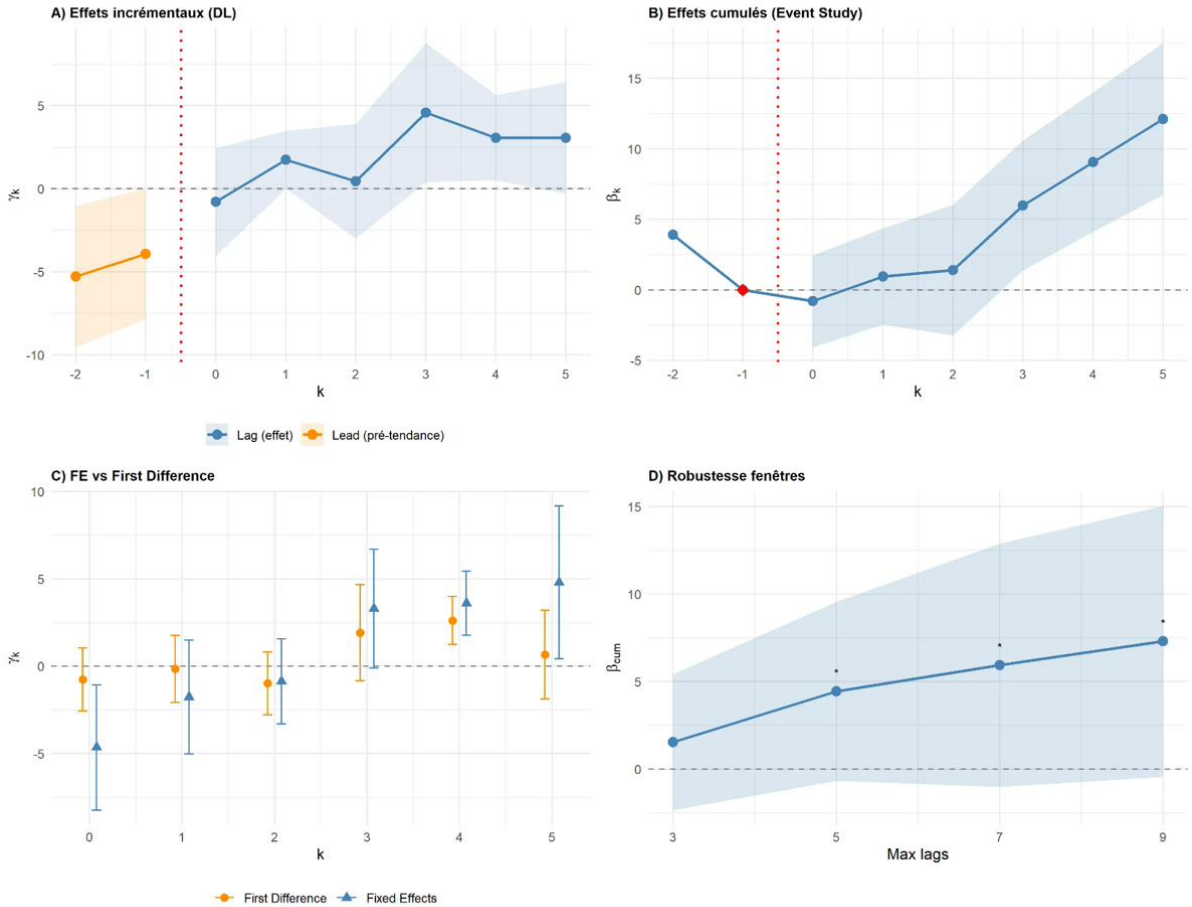 A) Effets incrémentaux (DL)
5
0
-5
-10
γk
-2
-1
0
1
2
3
4
5
k
Lag (effet)
Lead (pré-tendance)
B) Effets cumulés (Event Study)
15
10
5
0
-5
βk
-2
-1
0
1
2
3
4
5
k
C) FE vs First Difference
10
5
0
-5
γk
0
1
2
3
4
5
k
First Difference
Fixed Effects
D) Robustesse fenêtres
15
10
5
0
βcum
*
*
*
3
5
7
9
Max lags